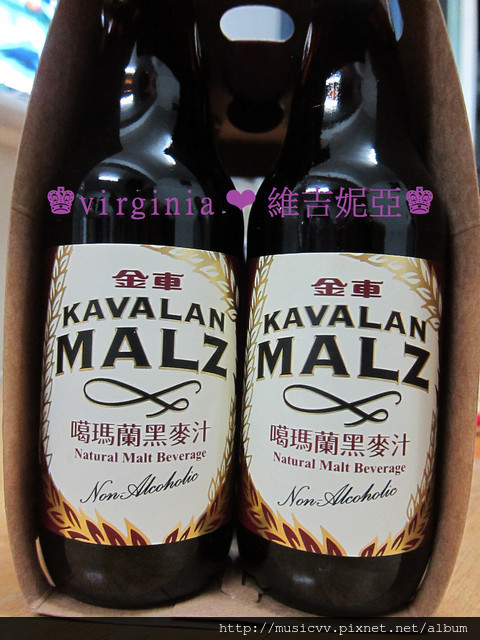 virginia ❤ 維吉妮亞
金車
KAVALAN
MALZ
噶瑪蘭黑麥汁
Natural Malt Beverage
Non-Alcoholic
金車
KAVALAN
MALZ
噶瑪蘭黑麥汁
Natural Malt Beverage
Non-Alcoholic
http://musicvv.pixnet.net/album